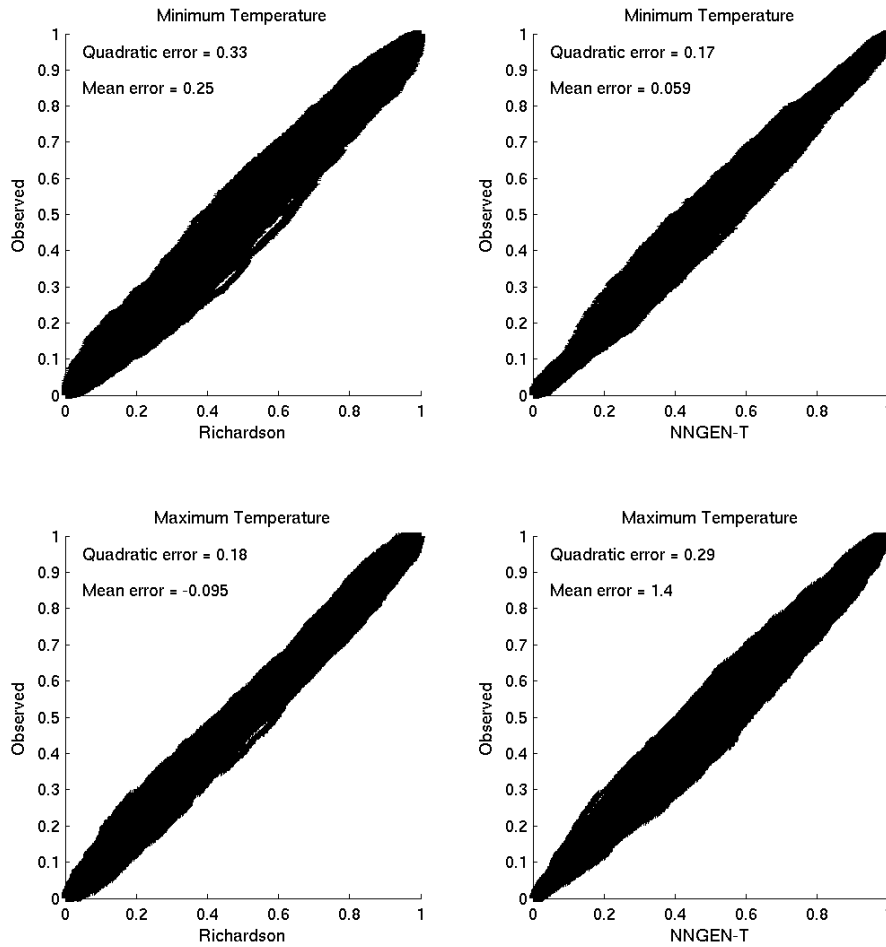 Minimum Temperature
Quadratic error = 0.33
Mean error = 0.25
Observed
1
0.9
0.8
0.7
0.6
0.5
0.4
0.3
0.2
0.1
0
0 0.2 0.4 0.6 0.8 1
Richardson
Minimum Temperature
Quadratic error = 0.17
Mean error = 0.059
Observed
1
0.9
0.8
0.7
0.6
0.5
0.4
0.3
0.2
0.1
0
0 0.2 0.4 0.6 0.8 1
NNGEN-T
Maximum Temperature
Quadratic error = 0.18
Mean error = -0.095
Observed
1
0.9
0.8
0.7
0.6
0.5
0.4
0.3
0.2
0.1
0
0 0.2 0.4 0.6 0.8 1
Richardson
Maximum Temperature
Quadratic error = 0.29
Mean error = 1.4
Observed
1
0.9
0.8
0.7
0.6
0.5
0.4
0.3
0.2
0.1
0
0 0.2 0.4 0.6 0.8 1
NNGEN-T